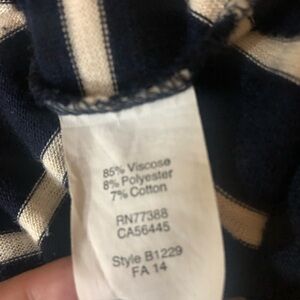 85% Viscose
8% Polyester
7% Cotton
RN77388
CA56445
Style B1229
FA 14